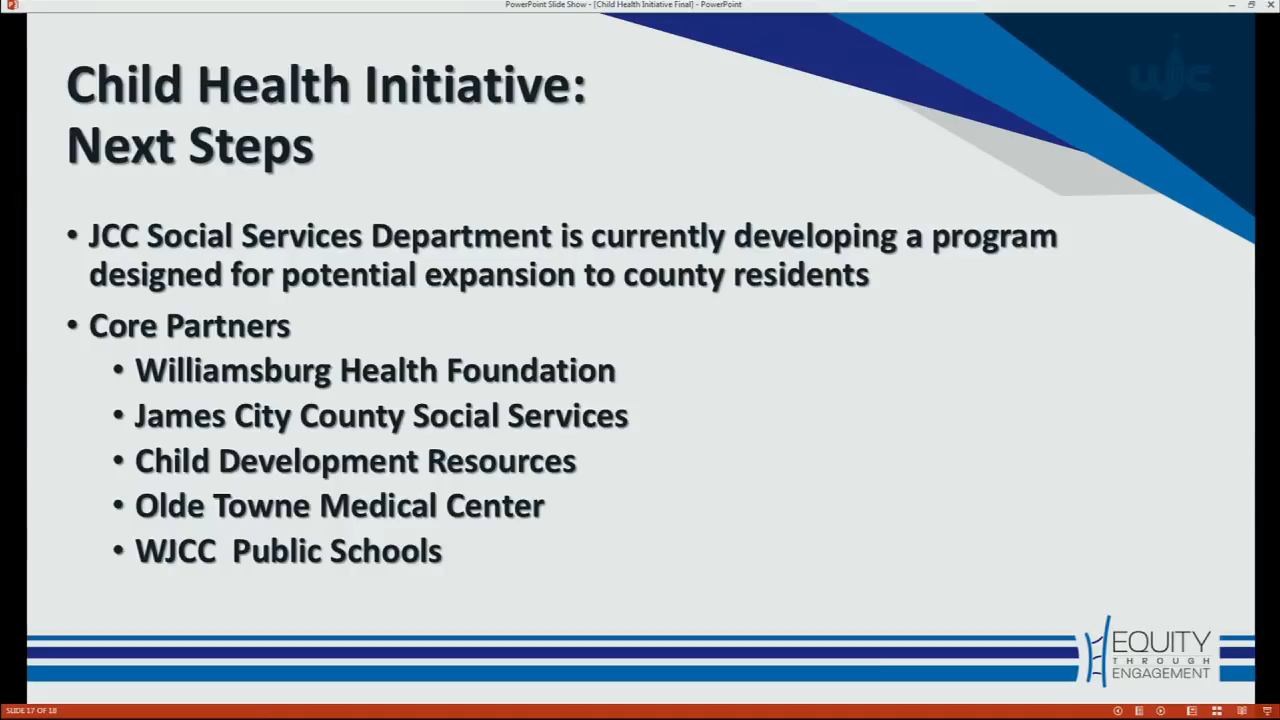 PowerPoint Slide Show - [Child Health Initiative Final] - PowerPoint
Child Health Initiative:
Next Steps
• JCC Social Services Department is currently developing a program
designed for potential expansion to county residents
• Core Partners
• Williamsburg Health Foundation
• James City County Social Services
• Child Development Resources
• Olde Towne Medical Center
• WJCC  Public Schools
EQUITY
THROUGH
ENGAGEMENT
SLIDE 17 OF 18